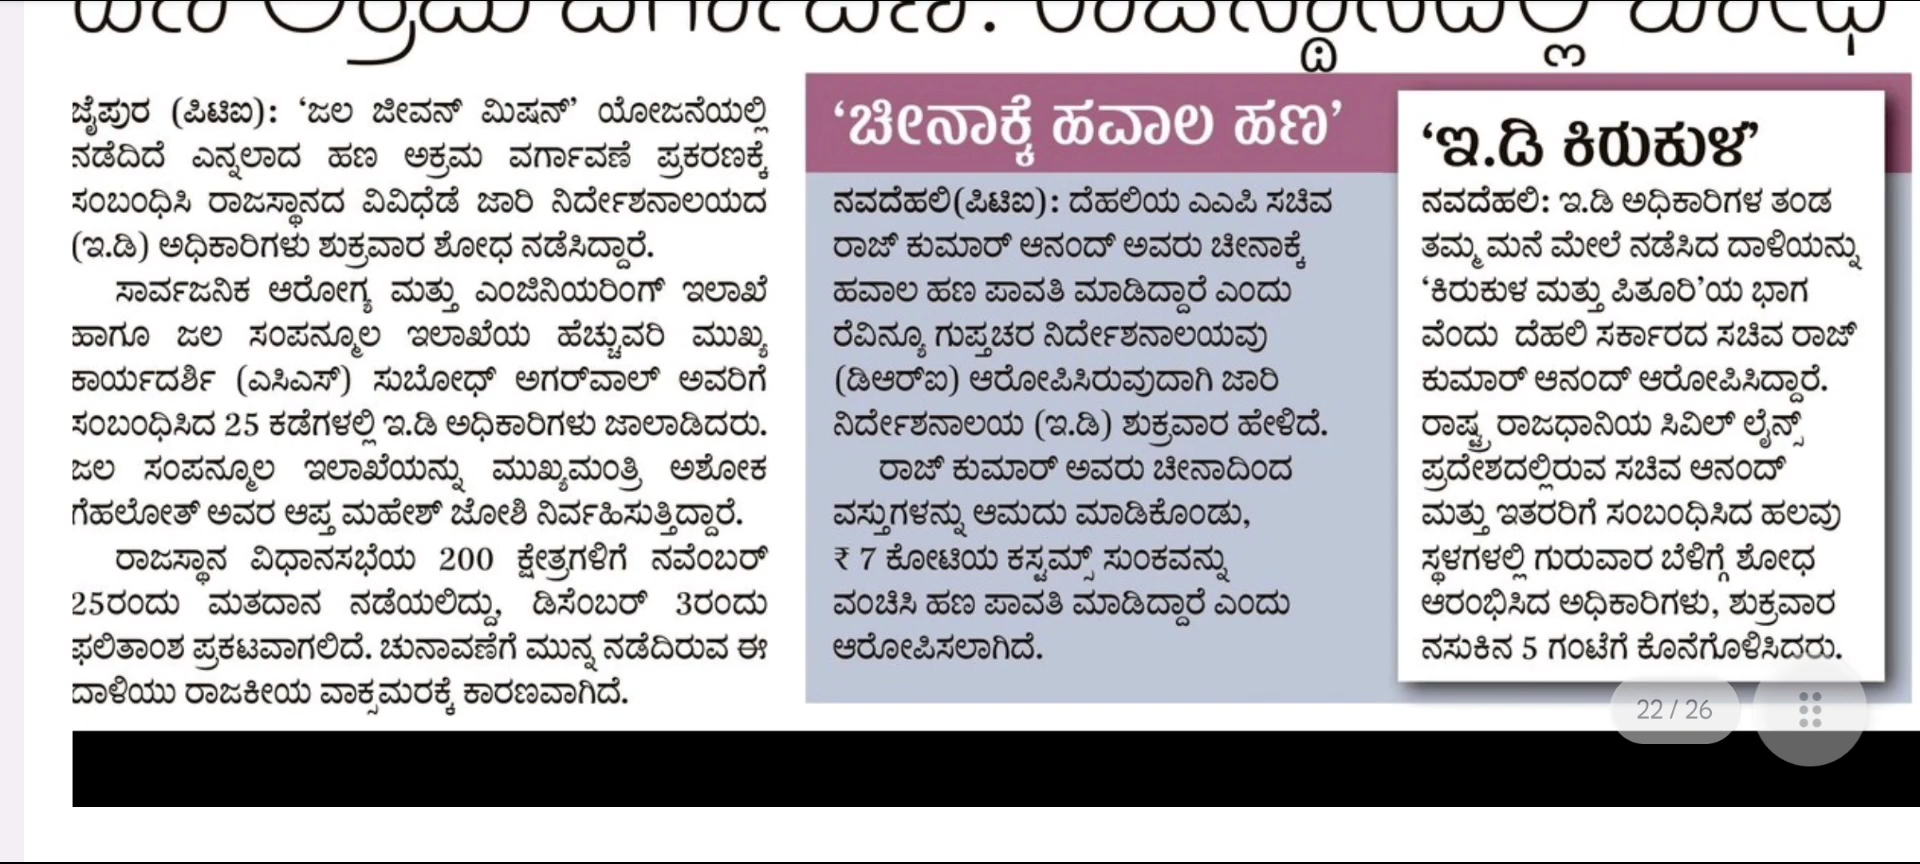 ಜೈಪುರ (ಪಿಟಿಐ): ‘ಜಲ ಜೀವನ್ ಮಿಷನ್’ ಯೋಜನೆಯಲ್ಲಿ
ನಡೆದಿದೆ ಎನ್ನಲಾದ ಹಣ ಅಕ್ರಮ ವರ್ಗಾವಣೆ ಪ್ರಕರಣಕ್ಕೆ
ಸಂಬಂಧಿಸಿ ರಾಜಸ್ಥಾನದ ವಿವಿಧೆಡೆ ಜಾರಿ ನಿರ್ದೇಶನಾಲಯದ
(ಇ.ಡಿ) ಅಧಿಕಾರಿಗಳು ಶುಕ್ರವಾರ ಶೋಧ ನಡೆಸಿದ್ದಾರೆ.
ಸಾರ್ವಜನಿಕ ಆರೋಗ್ಯ ಮತ್ತು ಎಂಜಿನಿಯರಿಂಗ್ ಇಲಾಖೆ
ಹಾಗೂ ಜಲ ಸಂಪನ್ಮೂಲ ಇಲಾಖೆಯ ಹೆಚ್ಚುವರಿ ಮುಖ್ಯ
ಕಾರ್ಯದರ್ಶಿ (ಎಸಿಎಸ್) ಸುಬೋಧ್ ಅಗರ್‌ವಾಲ್ ಅವರಿಗೆ
ಸಂಬಂಧಿಸಿದ 25 ಕಡೆಗಳಲ್ಲಿ ಇ.ಡಿ ಅಧಿಕಾರಿಗಳು ಜಾಲಾಡಿದರು.
ಜಲ ಸಂಪನ್ಮೂಲ ಇಲಾಖೆಯನ್ನು ಮುಖ್ಯಮಂತ್ರಿ ಅಶೋಕ
ಗೆಹಲೋತ್ ಅವರ ಆಪ್ತ ಮಹೇಶ್ ಜೋಶಿ ನಿರ್ವಹಿಸುತ್ತಿದ್ದಾರೆ.
ರಾಜಸ್ಥಾನ ವಿಧಾನಸಭೆಯ 200 ಕ್ಷೇತ್ರಗಳಿಗೆ ನವೆಂಬರ್
25ರಂದು ಮತದಾನ ನಡೆಯಲಿದ್ದು, ಡಿಸೆಂಬರ್ 3ರಂದು
ಫಲಿತಾಂಶ ಪ್ರಕಟವಾಗಲಿದೆ. ಚುನಾವಣೆಗೆ ಮುನ್ನ ನಡೆದಿರುವ ಈ
ದಾಳಿಯು ರಾಜಕೀಯ ವಾಕ್ಸಮರಕ್ಕೆ ಕಾರಣವಾಗಿದೆ.
‘ಚೀನಾಕ್ಕೆ ಹವಾಲ ಹಣ’
ನವದೆಹಲಿ(ಪಿಟಿಐ): ದೆಹಲಿಯ ಎಎಪಿ ಸಚಿವ
ರಾಜ್ ಕುಮಾರ್ ಆನಂದ್ ಅವರು ಚೀನಾಕ್ಕೆ
ಹವಾಲ ಹಣ ಪಾವತಿ ಮಾಡಿದ್ದಾರೆ ಎಂದು
ರೆವಿನ್ಯೂ ಗುಪ್ತಚರ ನಿರ್ದೇಶನಾಲಯವು
(ಡಿಆರ್‌ಐ) ಆರೋಪಿಸಿರುವುದಾಗಿ ಜಾರಿ
ನಿರ್ದೇಶನಾಲಯ (ಇ.ಡಿ) ಶುಕ್ರವಾರ ಹೇಳಿದೆ.
ರಾಜ್ ಕುಮಾರ್ ಅವರು ಚೀನಾದಿಂದ
ವಸ್ತುಗಳನ್ನು ಆಮದು ಮಾಡಿಕೊಂಡು,
₹ 7 ಕೋಟಿಯ ಕಸ್ಟಮ್ಸ್ ಸುಂಕವನ್ನು
ವಂಚಿಸಿ ಹಣ ಪಾವತಿ ಮಾಡಿದ್ದಾರೆ ಎಂದು
ಆರೋಪಿಸಲಾಗಿದೆ.
‘ಇ.ಡಿ ಕಿರುಕುಳ’
ನವದೆಹಲಿ: ಇ.ಡಿ ಅಧಿಕಾರಿಗಳ ತಂಡ
ತಮ್ಮ ಮನೆ ಮೇಲೆ ನಡೆಸಿದ ದಾಳಿಯನ್ನು
‘ಕಿರುಕುಳ ಮತ್ತು ಪಿತೂರಿ’ಯ ಭಾಗ
ವೆಂದು ದೆಹಲಿ ಸರ್ಕಾರದ ಸಚಿವ ರಾಜ್
ಕುಮಾರ್ ಆನಂದ್ ಆರೋಪಿಸಿದ್ದಾರೆ.
ರಾಷ್ಟ್ರ ರಾಜಧಾನಿಯ ಸಿವಿಲ್ ಲೈನ್ಸ್
ಪ್ರದೇಶದಲ್ಲಿರುವ ಸಚಿವ ಆನಂದ್
ಮತ್ತು ಇತರರಿಗೆ ಸಂಬಂಧಿಸಿದ ಹಲವು
ಸ್ಥಳಗಳಲ್ಲಿ ಗುರುವಾರ ಬೆಳಿಗ್ಗೆ ಶೋಧ
ಆರಂಭಿಸಿದ ಅಧಿಕಾರಿಗಳು, ಶುಕ್ರವಾರ
ನಸುಕಿನ 5 ಗಂಟೆಗೆ ಕೊನೆಗೊಳಿಸಿದರು.
22 / 26